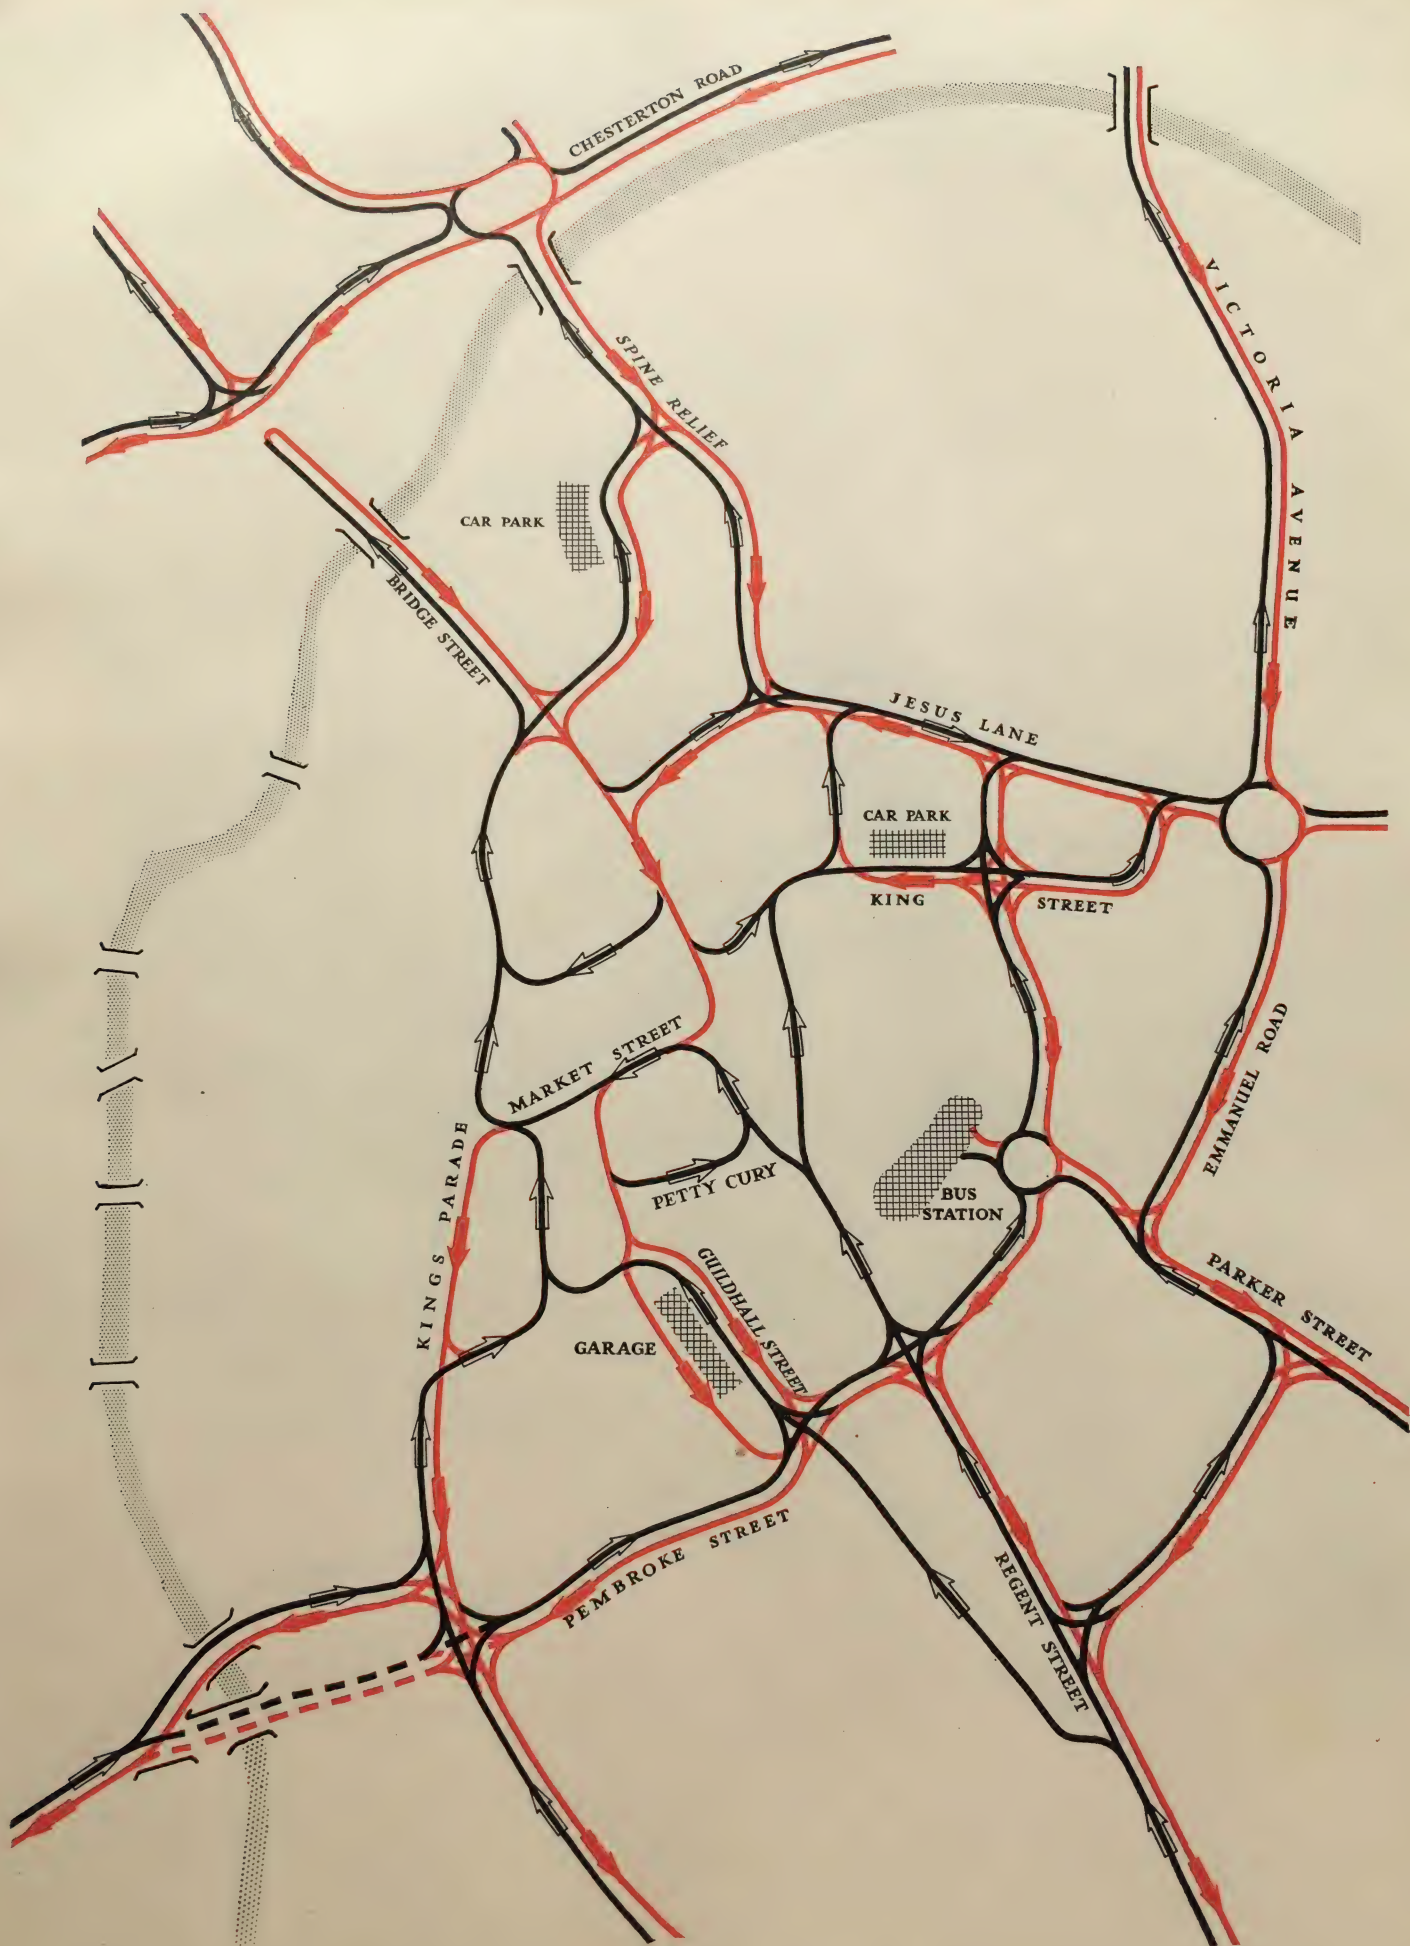 CHESTERTON ROAD
VICTORIA AVENUE
SPINE RELIEF
CAR PARK
BRIDGE STREET
JESUS LANE
CAR PARK
KING STREET
MARKET STREET
EMMANUEL ROAD
KINGS PARADE
PETTY CURY
BUS
STATION
GUILDHALL STREET
PARKER STREET
GARAGE
PEMBROKE STREET
REGENT STREET